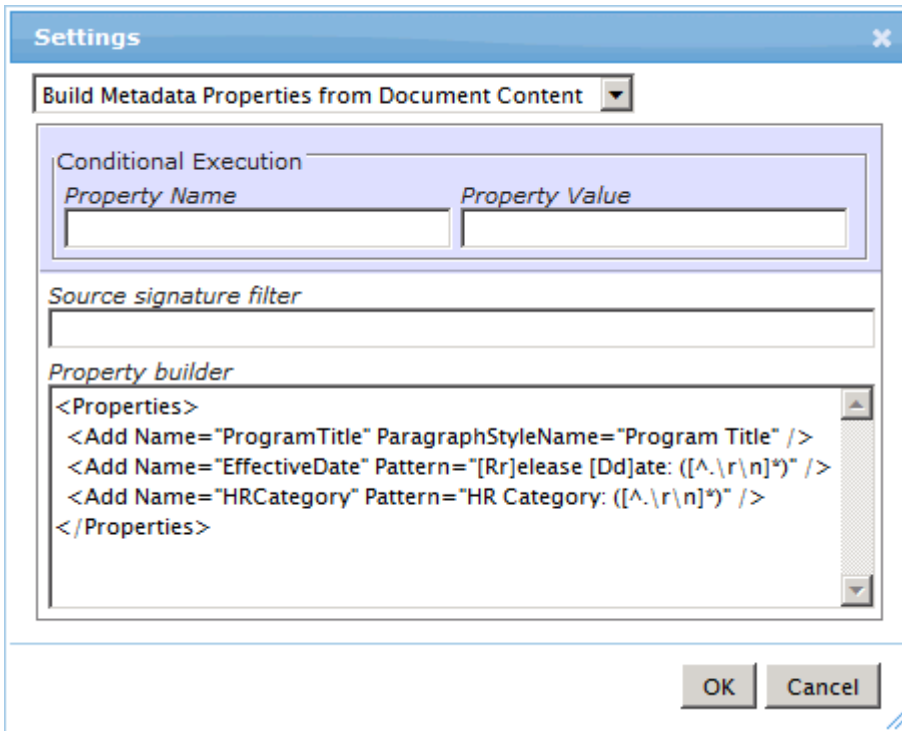 Settings
Build Metadata Properties from Document Content
Conditional Execution
Property Name Property Value
Source signature filter
Property builder
<Properties>
<Add Name="ProgramTitle" ParagraphStyleName="Program Title" />
<Add Name="EffectiveDate" Pattern="[Rr]elease [Dd]ate: ([^.\r\n]*)" />
<Add Name="HRCategory" Pattern="HR Category: ([^.\r\n]*)" />
</Properties>
OK Cancel